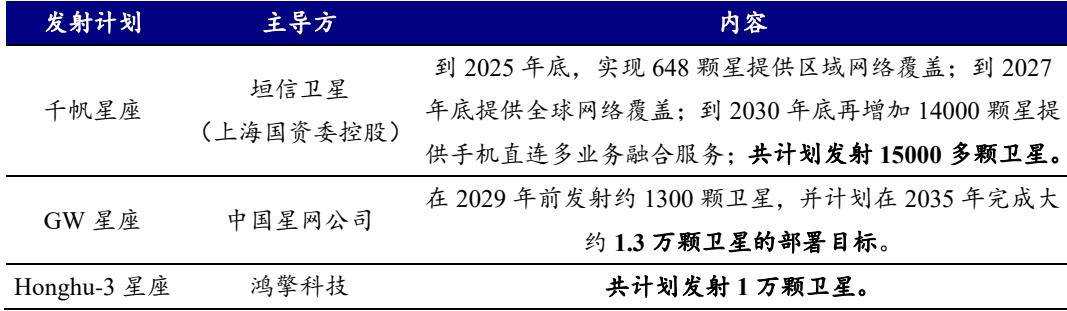 发射计划 主导方 内容
千帆星座
垣信卫星
（上海国资委控股）
到 2025 年底，实现 648 颗星提供区域网络覆盖；到 2027
年底提供全球网络覆盖；到 2030 年底再增加 14000 颗星提
供手机直连多业务融合服务；共计划发射 15000 多颗卫星。
GW 星座
中国星网公司
在 2029 年前发射约 1300 颗卫星，并计划在 2035 年完成大
约 1.3 万颗卫星的部署目标。
Honghu-3 星座 鸿擎科技 共计划发射 1 万颗卫星。